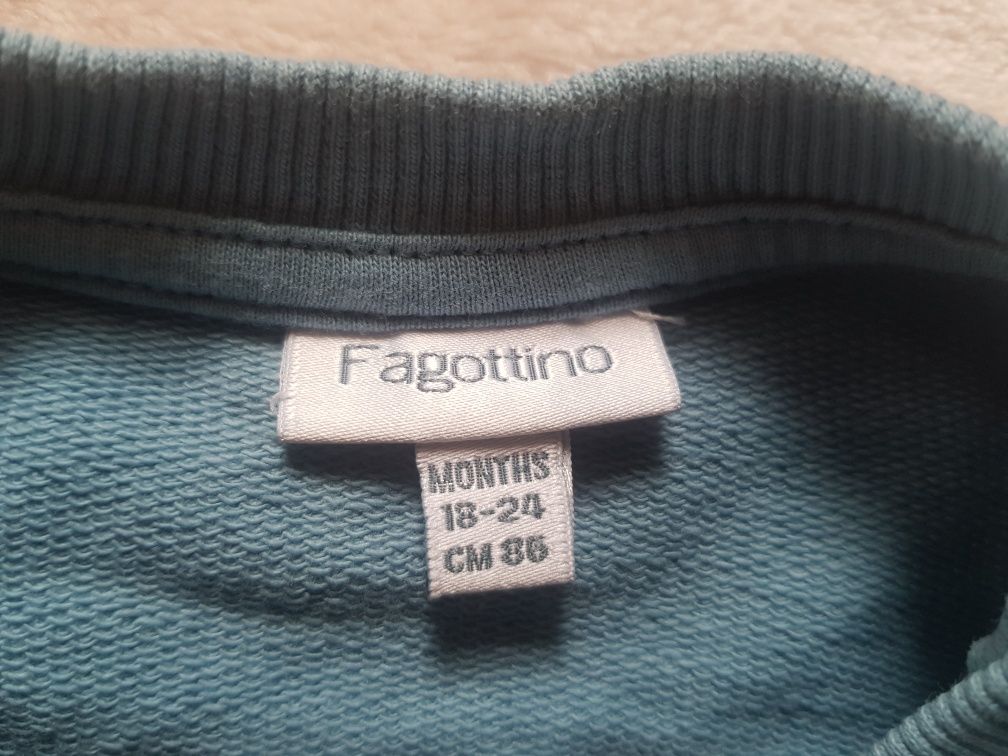 Fagottino
MONTHS
18-24
CM 86